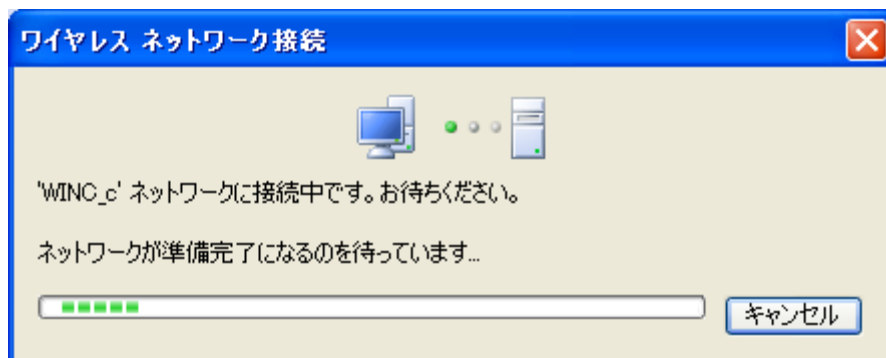 ワイヤレス ネットワーク接続
'WINC_c' ネットワークに接続中です。お待ちください。
ネットワークが準備完了になるのを待っています...
キャンセル